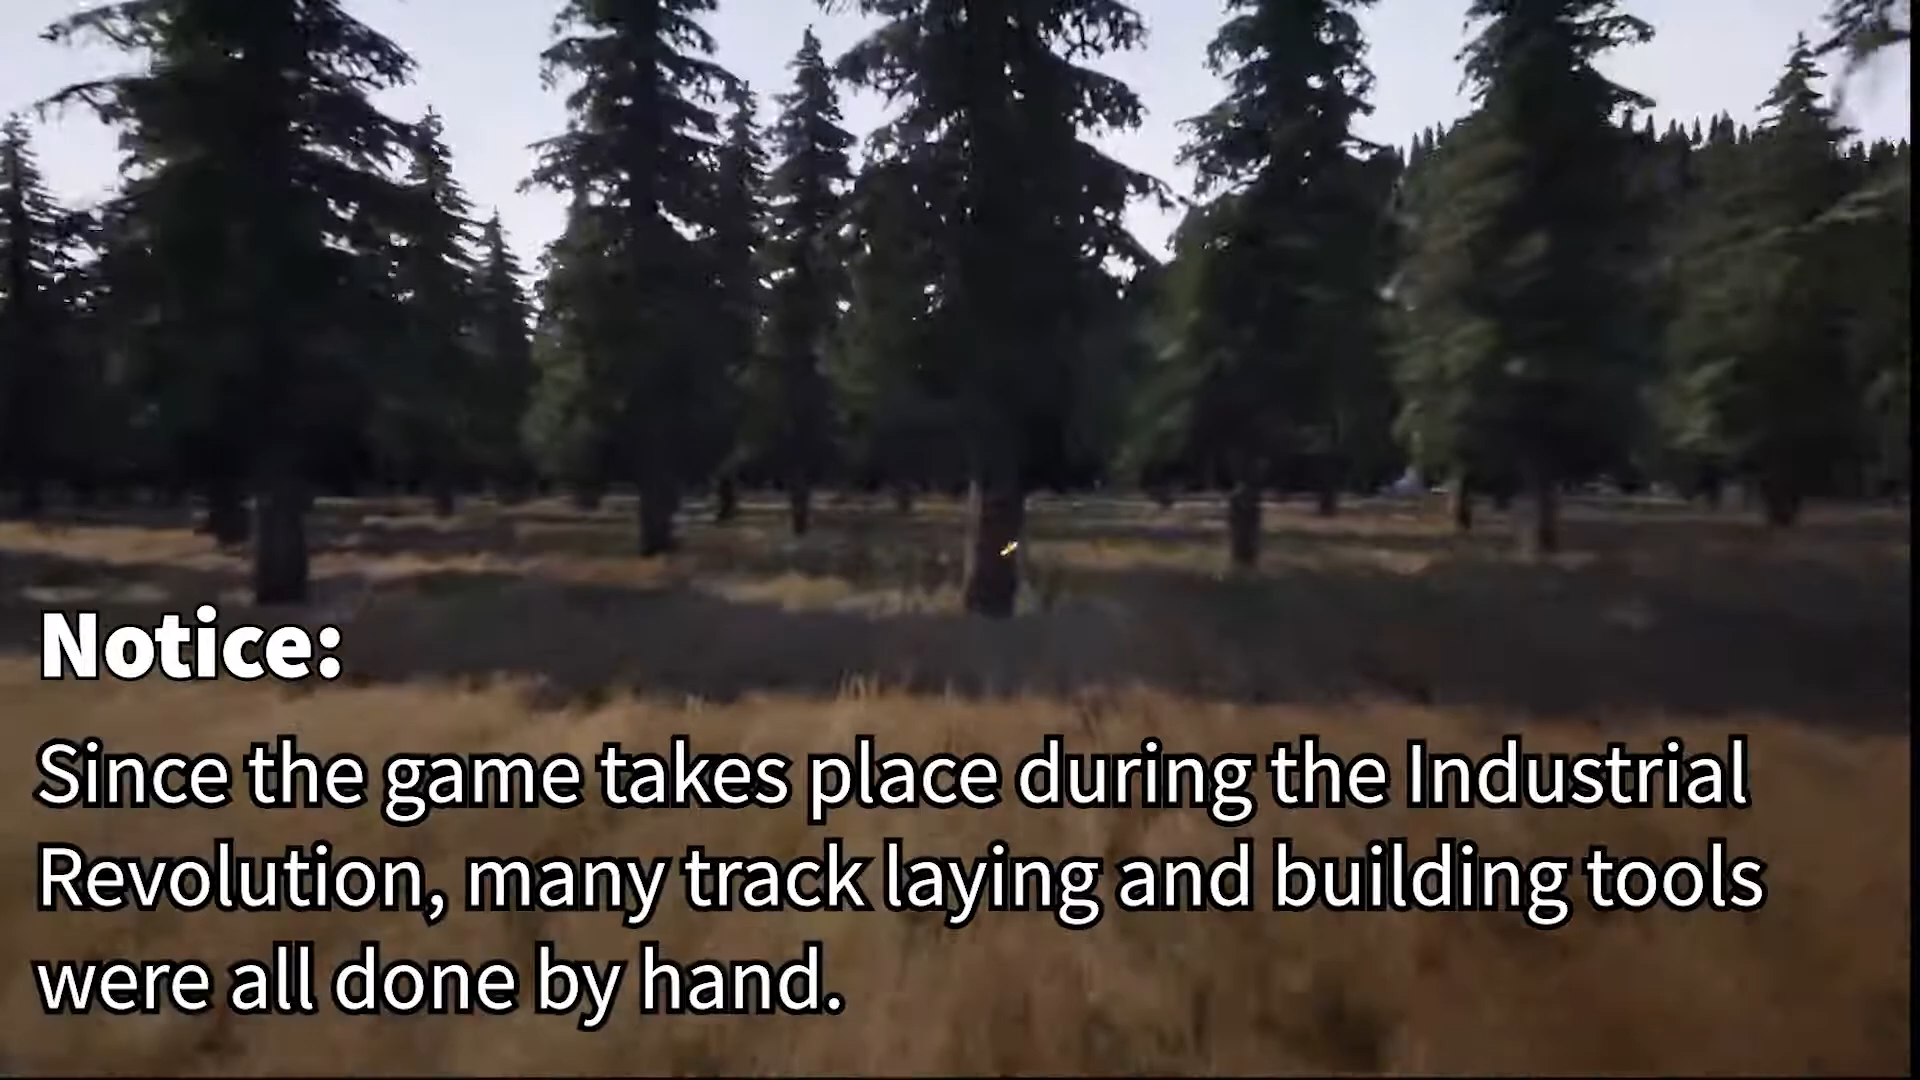 Notice:
Since the game takes place during the Industrial
Revolution, many track laying and building tools
were all done by hand.